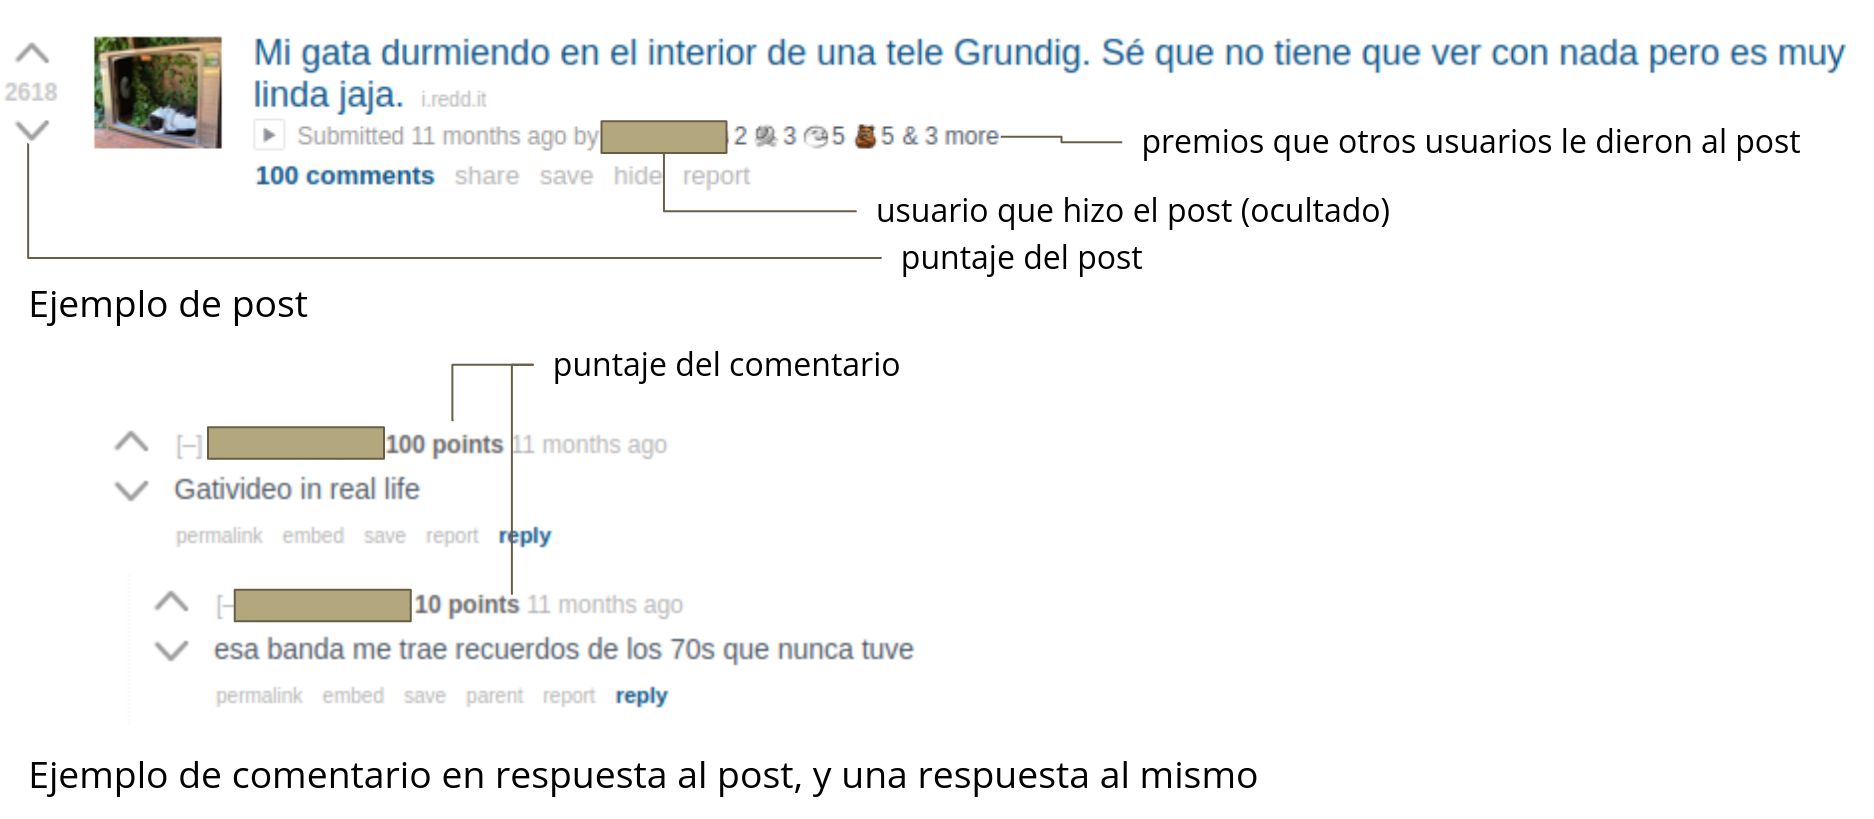 Mi gata durmiendo en el interior de una tele Grundig. Sé que no tiene que ver con nada pero es muy
linda jaja. i.redd.it
2618
Submitted 11 months ago by 2 3 5 5 & 3 more
premios que otros usuarios le dieron al post
100 comments share save hide report
usuario que hizo el post (ocultado)
puntaje del post
Ejemplo de post
puntaje del comentario
[–] 100 points 11 months ago
Gativideo in real life
permalink embed save report reply
[– 10 points 11 months ago
esa banda me trae recuerdos de los 70s que nunca tuve
permalink embed save parent report reply
Ejemplo de comentario en respuesta al post, y una respuesta al mismo